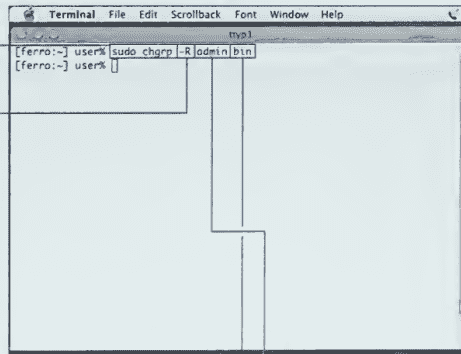 Terminal File Edit Scrollback Font Window Help
ttyp1
[ferro:~] user% sudo chgrp -R admin bin
[ferro:~] user%